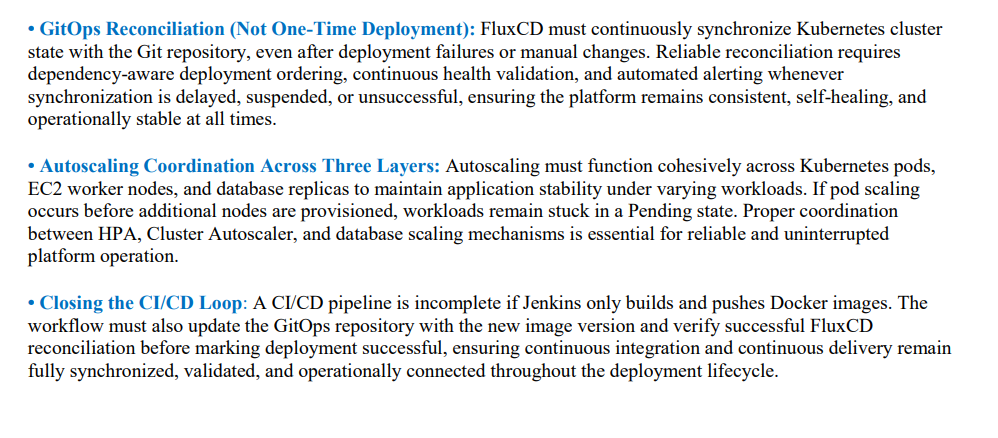 • GitOps Reconciliation (Not One-Time Deployment): FluxCD must continuously synchronize Kubernetes cluster
state with the Git repository, even after deployment failures or manual changes. Reliable reconciliation requires
dependency-aware deployment ordering, continuous health validation, and automated alerting whenever
synchronization is delayed, suspended, or unsuccessful, ensuring the platform remains consistent, self-healing, and
operationally stable at all times.
• Autoscaling Coordination Across Three Layers: Autoscaling must function cohesively across Kubernetes pods,
EC2 worker nodes, and database replicas to maintain application stability under varying workloads. If pod scaling
occurs before additional nodes are provisioned, workloads remain stuck in a Pending state. Proper coordination
between HPA, Cluster Autoscaler, and database scaling mechanisms is essential for reliable and uninterrupted
platform operation.
• Closing the CI/CD Loop: A CI/CD pipeline is incomplete if Jenkins only builds and pushes Docker images. The
workflow must also update the GitOps repository with the new image version and verify successful FluxCD
reconciliation before marking deployment successful, ensuring continuous integration and continuous delivery remain
fully synchronized, validated, and operationally connected throughout the deployment lifecycle.